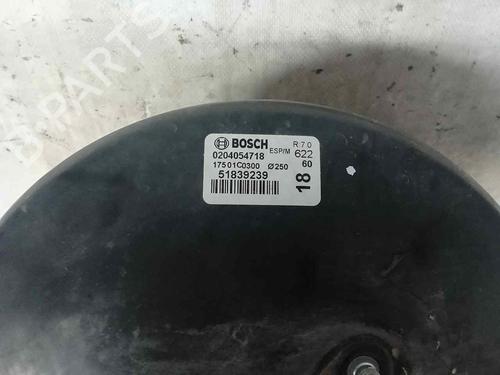 BOSCH ESP/M R 7 0
0204054718 622
17501C0300 Ø250 60
51839239
18
B-Parts